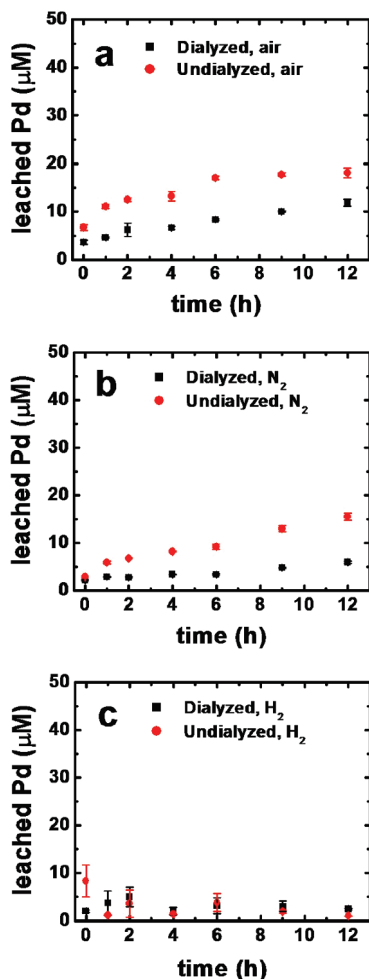 50
a
Dialyzed, air
Undialyzed, air
40
30
20
10
0
leached Pd (μM)
0 2 4 6 8 10 12
time (h)
50
b
Dialyzed, N₂
Undialyzed, N₂
40
30
20
10
0
leached Pd (μM)
0 2 4 6 8 10 12
time (h)
50
c
Dialyzed, H₂
Undialyzed, H₂
40
30
20
10
0
leached Pd (μM)
0 2 4 6 8 10 12
time (h)